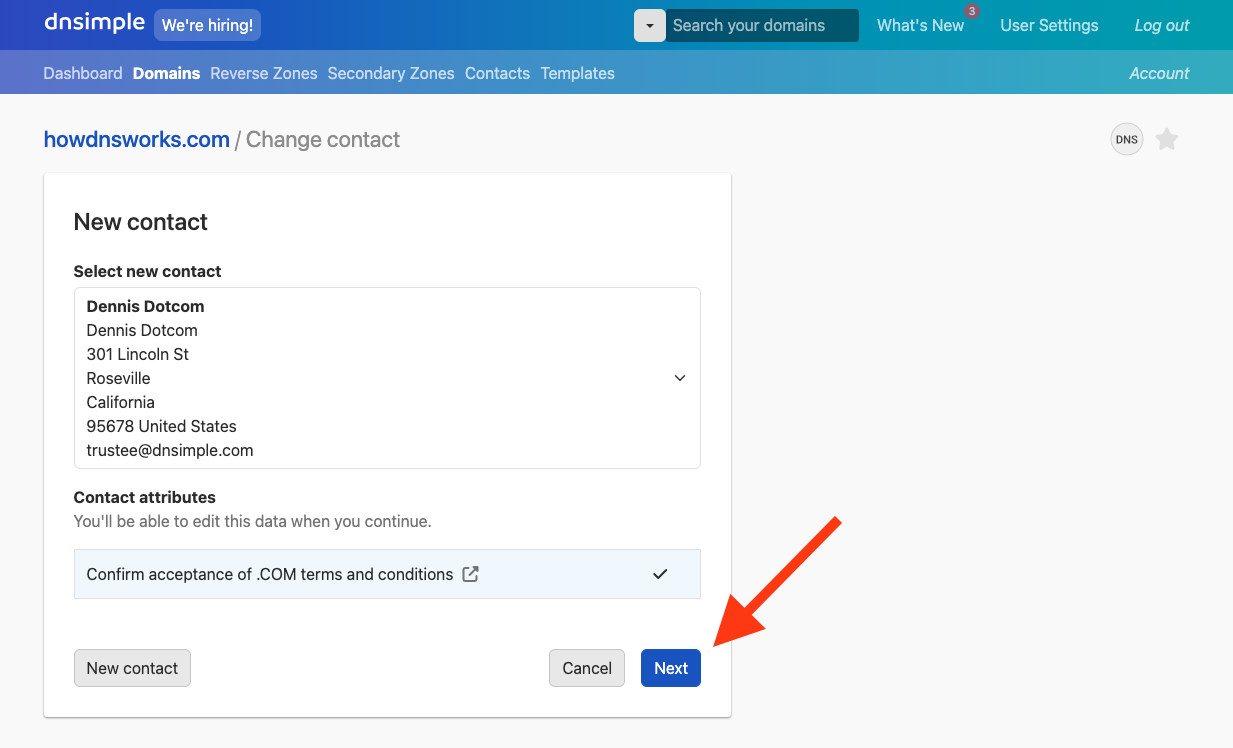 dnsimple We're hiring! Search your domains What's New 3 User Settings Log out
Dashboard Domains Reverse Zones Secondary Zones Contacts Templates Account
howdnsworks.com / Change contact DNS
New contact
Select new contact
Dennis Dotcom
Dennis Dotcom
301 Lincoln St
Roseville
California
95678 United States
trustee@dnsimple.com
Contact attributes
You'll be able to edit this data when you continue.
Confirm acceptance of .COM terms and conditions
New contact Cancel Next